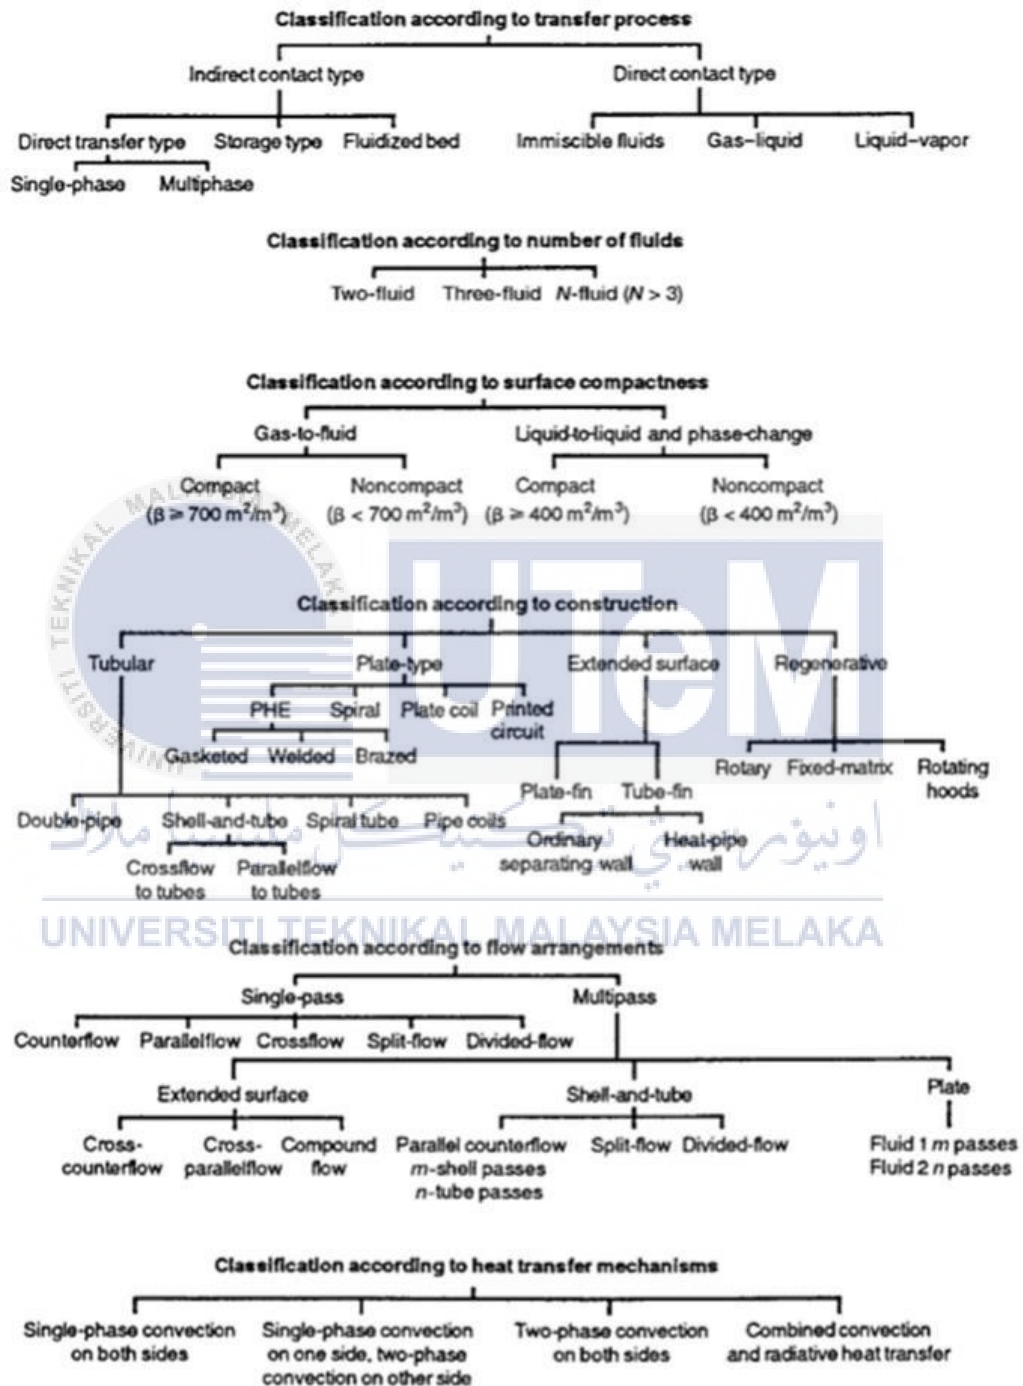 Classification according to transfer process
Indirect contact type Direct contact type
Direct transfer type Storage type Fluidized bed Immiscible fluids Gas–liquid Liquid–vapor
Single-phase Multiphase
Classification according to number of fluids
Two-fluid Three-fluid N-fluid (N > 3)
Classification according to surface compactness
Gas-to-fluid Liquid-to-liquid and phase-change
Compact Noncompact Compact Noncompact
(β ≥ 700 m²/m³) (β < 700 m²/m³) (β ≥ 400 m²/m³) (β < 400 m²/m³)
UNIVERSITI TEKNIKAL MALAYSIA MELAKA
UTeM
Classification according to construction
Tubular Plate-type Extended surface Regenerative
PHE Spiral Plate coil Printed
circuit
Gasketed Welded Brazed
Rotary Fixed-matrix Rotating
hoods
Plate-fin Tube-fin
Double-pipe Shell-and-tube Spiral tube Pipe coils
Ordinary Heat-pipe
separating wall wall
Crossflow Parallelflow
to tubes to tubes
اونيۏرسيتي تيكنيكل مليسيا ملاك
UNIVERSITI TEKNIKAL MALAYSIA MELAKA
Classification according to flow arrangements
Single-pass Multipass
Counterflow Parallelflow Crossflow Split-flow Divided-flow
Extended surface Shell-and-tube Plate
Cross- Cross- Compound Parallel counterflow Split-flow Divided-flow Fluid 1 m passes
counterflow parallelflow flow m-shell passes Fluid 2 n passes
n-tube passes
Classification according to heat transfer mechanisms
Single-phase convection Single-phase convection Two-phase convection Combined convection
on both sides on one side, two-phase on both sides and radiative heat transfer
convection on other side